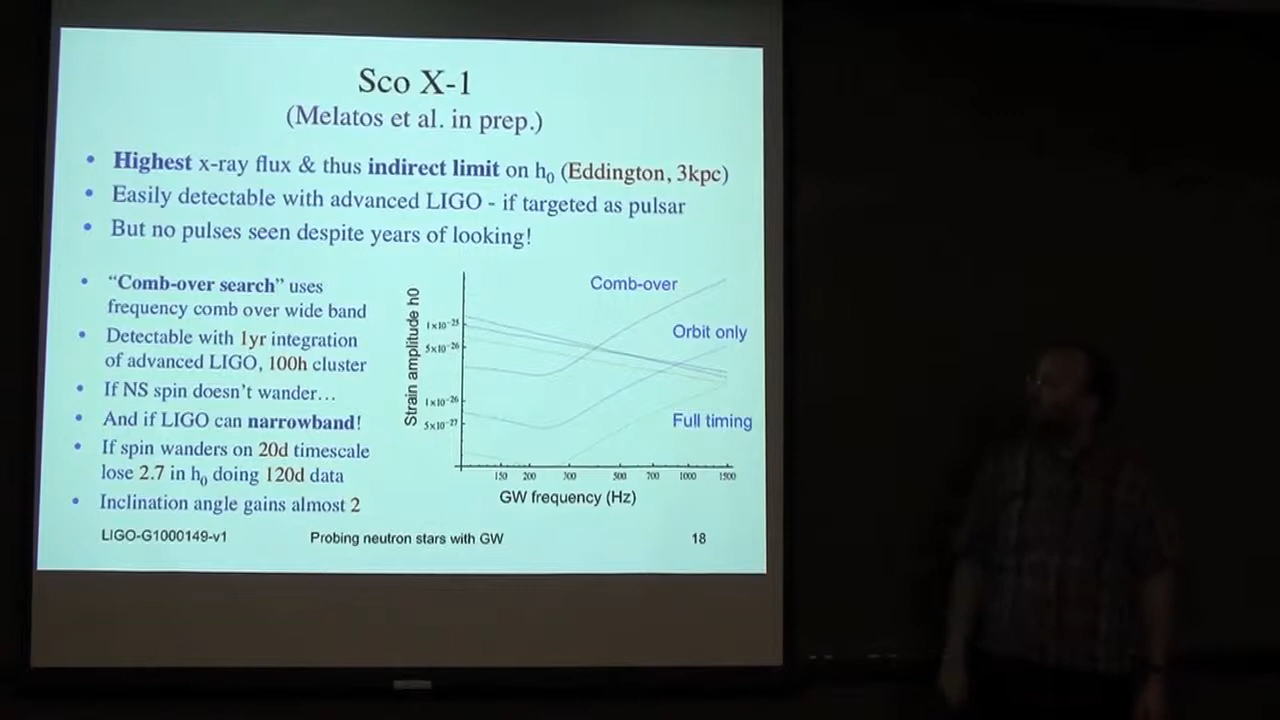 Sco X-1
(Melatos et al. in prep.)
• Highest x-ray flux & thus indirect limit on h₀ (Eddington, 3kpc)
• Easily detectable with advanced LIGO - if targeted as pulsar
• But no pulses seen despite years of looking!
• “Comb-over search” uses
frequency comb over wide band
• Detectable with 1yr integration
of advanced LIGO, 100h cluster
• If NS spin doesn’t wander…
• And if LIGO can narrowband!
• If spin wanders on 20d timescale
lose 2.7 in h₀ doing 120d data
• Inclination angle gains almost 2
Strain amplitude h0
1×10⁻²⁵
5×10⁻²⁶
1×10⁻²⁶
5×10⁻²⁷
Comb-over
Orbit only
Full timing
150 200 300 500 700 1000 1500
GW frequency (Hz)
LIGO-G1000149-v1 Probing neutron stars with GW 18